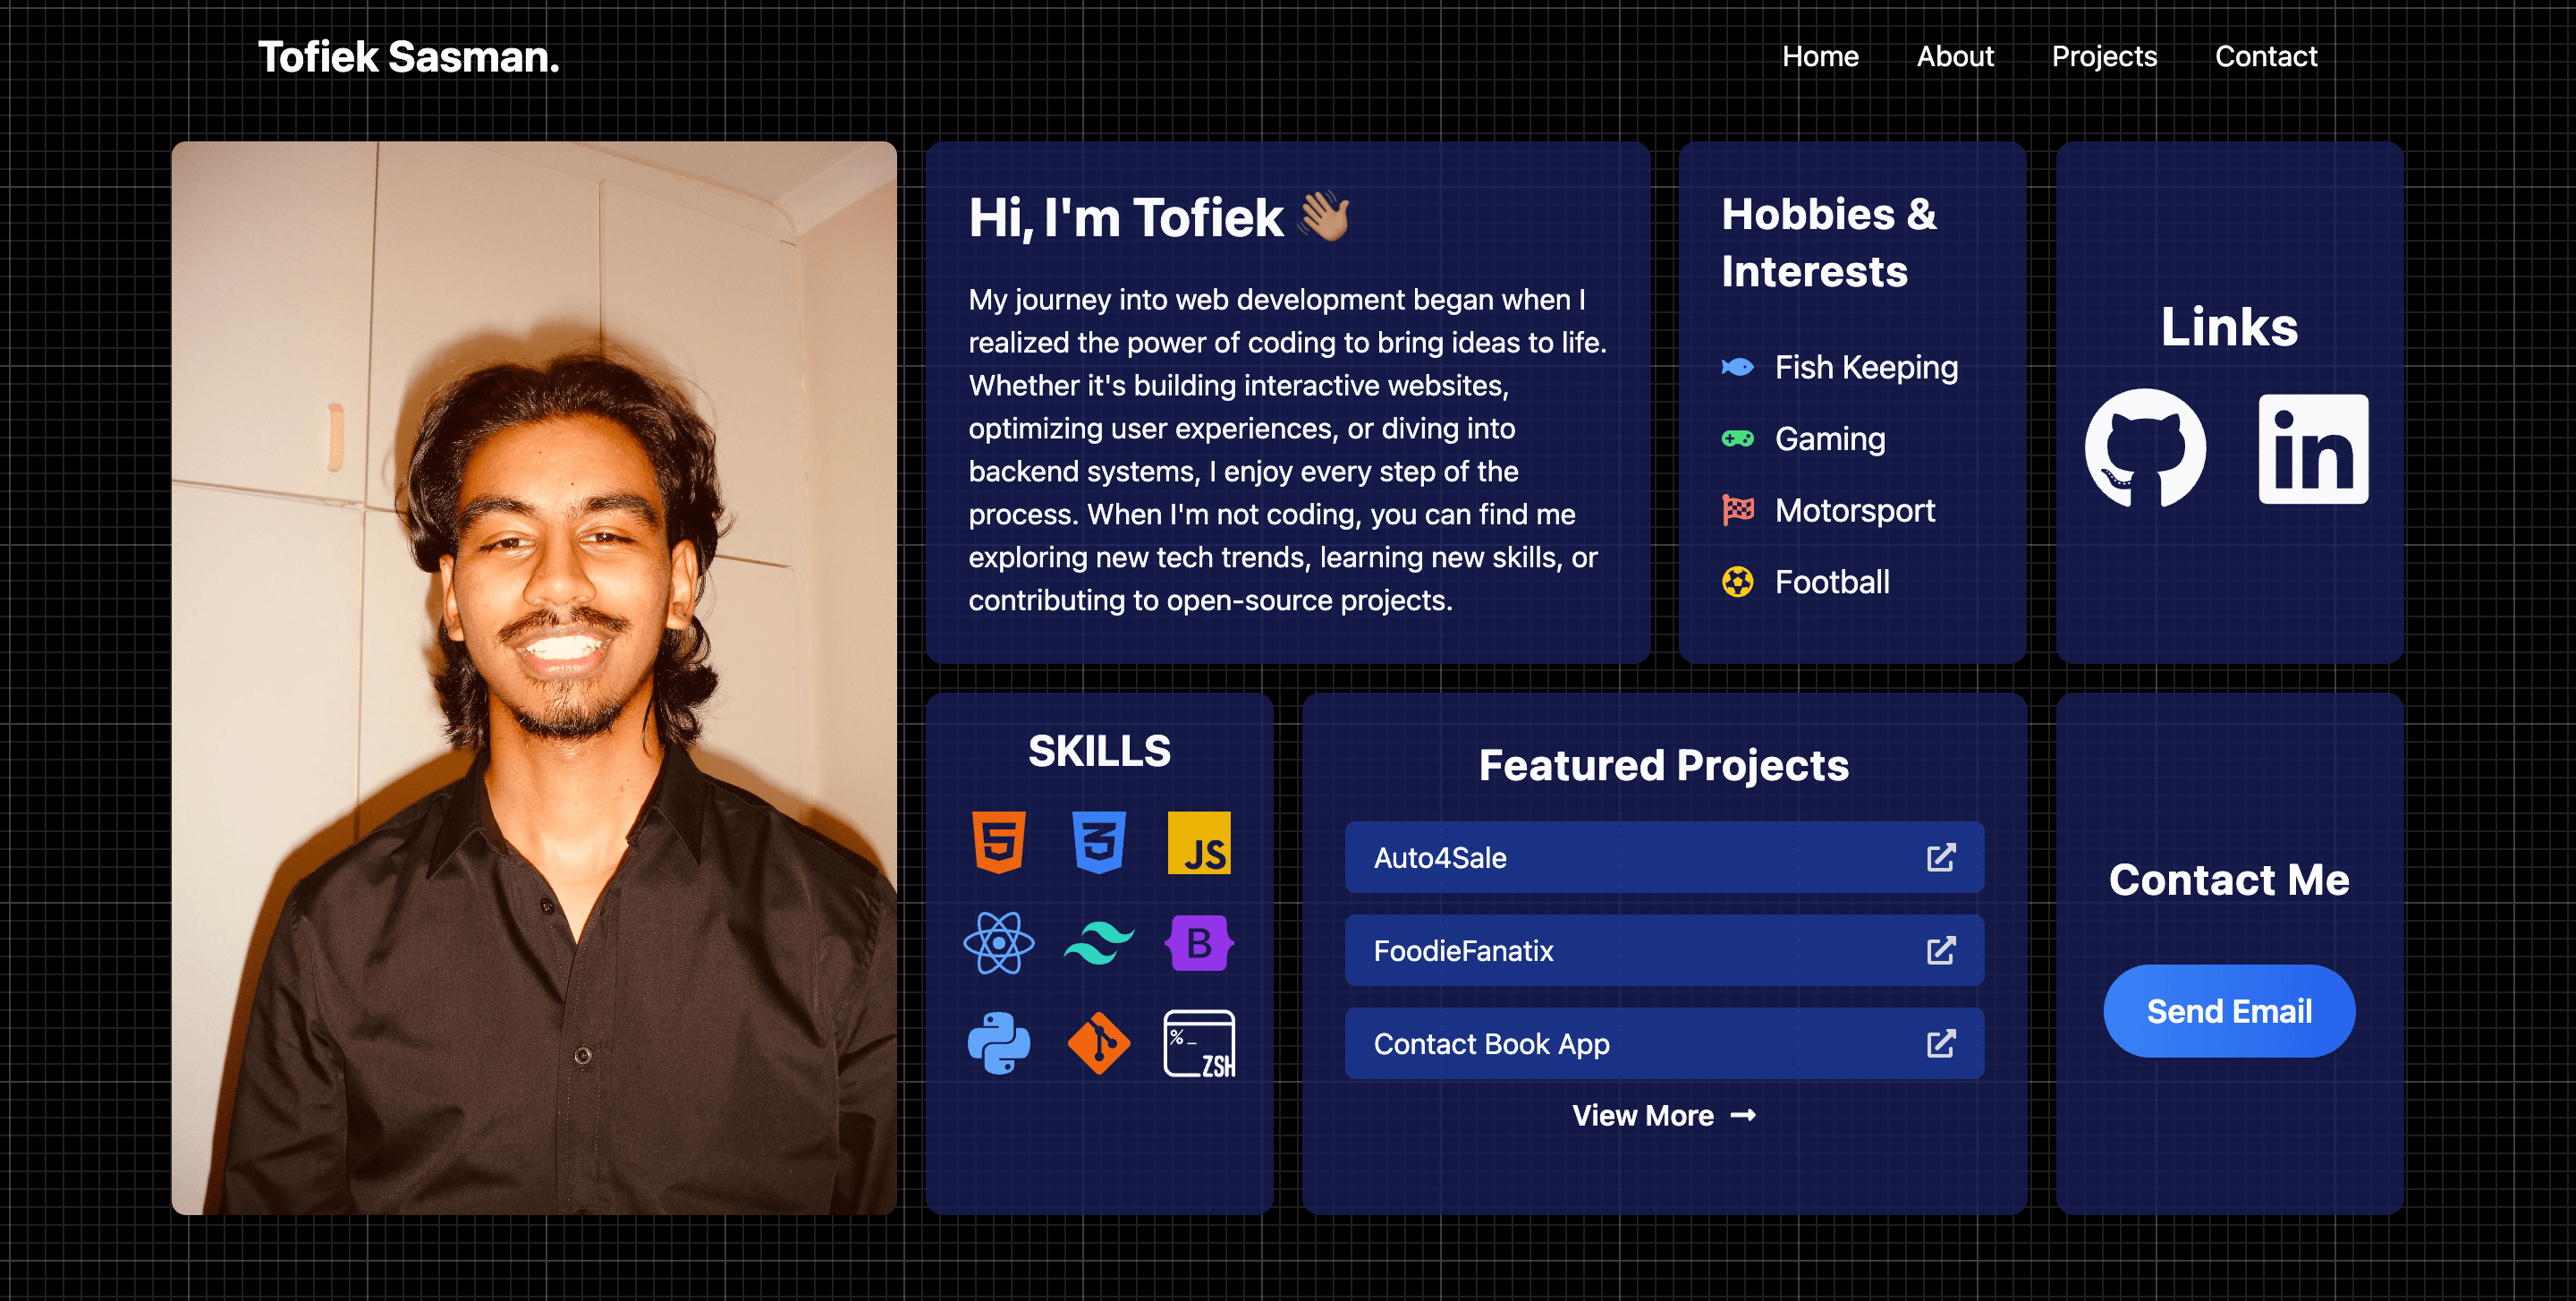 Tofiek Sasman.
Home
About
Projects
Contact
Hi, I'm Tofiek 👋🏽
My journey into web development began when I
realized the power of coding to bring ideas to life.
Whether it's building interactive websites,
optimizing user experiences, or diving into
backend systems, I enjoy every step of the
process. When I'm not coding, you can find me
exploring new tech trends, learning new skills, or
contributing to open-source projects.
Hobbies &
Interests
Fish Keeping
Gaming
Motorsport
Football
Links
in
SKILLS
5
3
JS
B
%_
ZSH
Featured Projects
Auto4Sale
FoodieFanatix
Contact Book App
View More →
Contact Me
Send Email